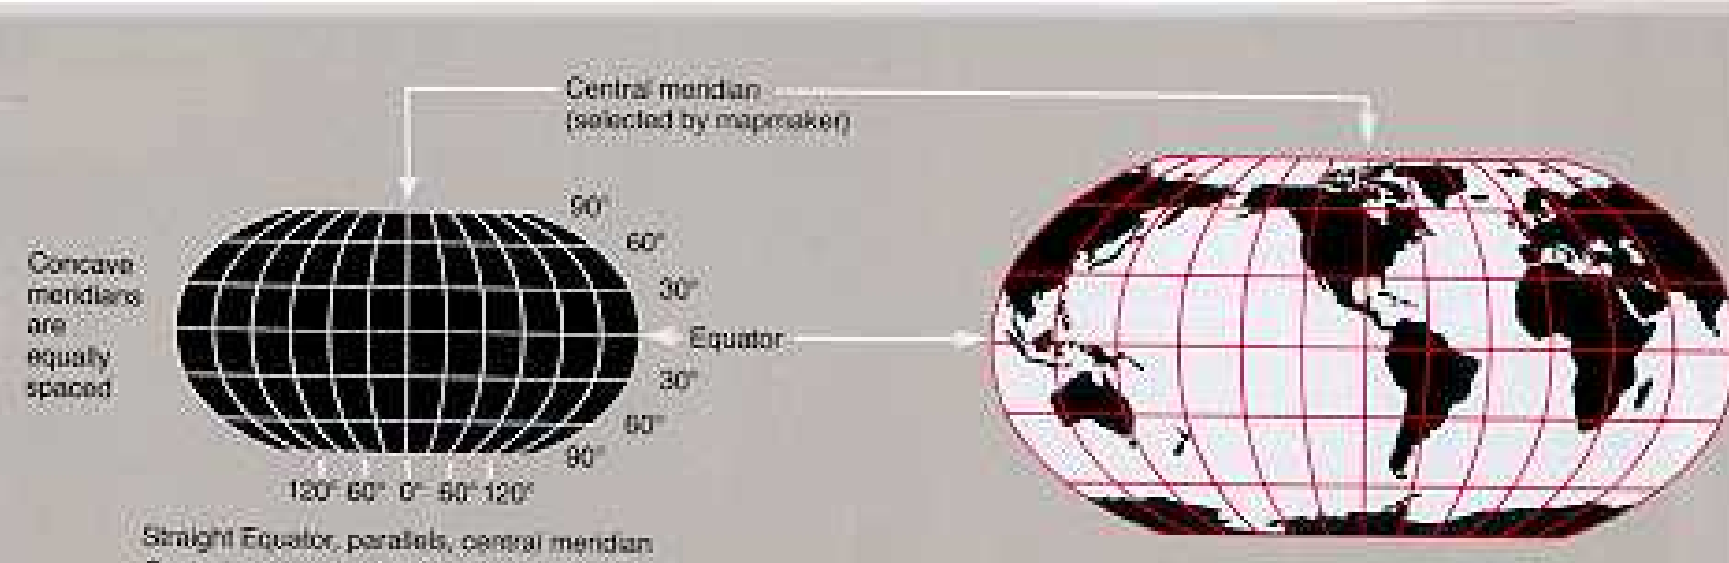 Central meridian
(selected by mapmaker)
90°
60°
30°
Equator
30°
60°
90°
Concave
meridians
are
equally
spaced
120° 60° 0° 60° 120°
Straight Equator, parallels, central meridian